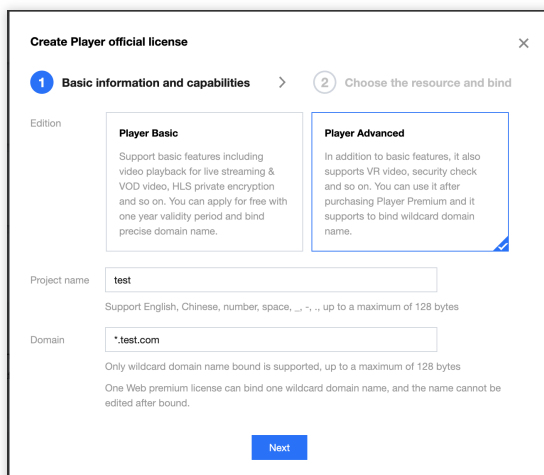 Create Player official license
1 Basic information and capabilities > 2 Choose the resource and bind
Edition
Player Basic
Support basic features including
video playback for live streaming &
VOD video, HLS private encryption
and so on. You can apply for free with
one year validity period and bind
precise domain name.
Player Advanced
In addition to basic features, it also
supports VR video, security check
and so on. You can use it after
purchasing Player Premium and it
supports to bind wildcard domain
name.
Project name
test
Support English, Chinese, number, space, _, -, ., up to a maximum of 128 bytes
Domain
*.test.com
Only wildcard domain name bound is supported, up to a maximum of 128 bytes
One Web premium license can bind one wildcard domain name, and the name cannot be
edited after bound.
Next